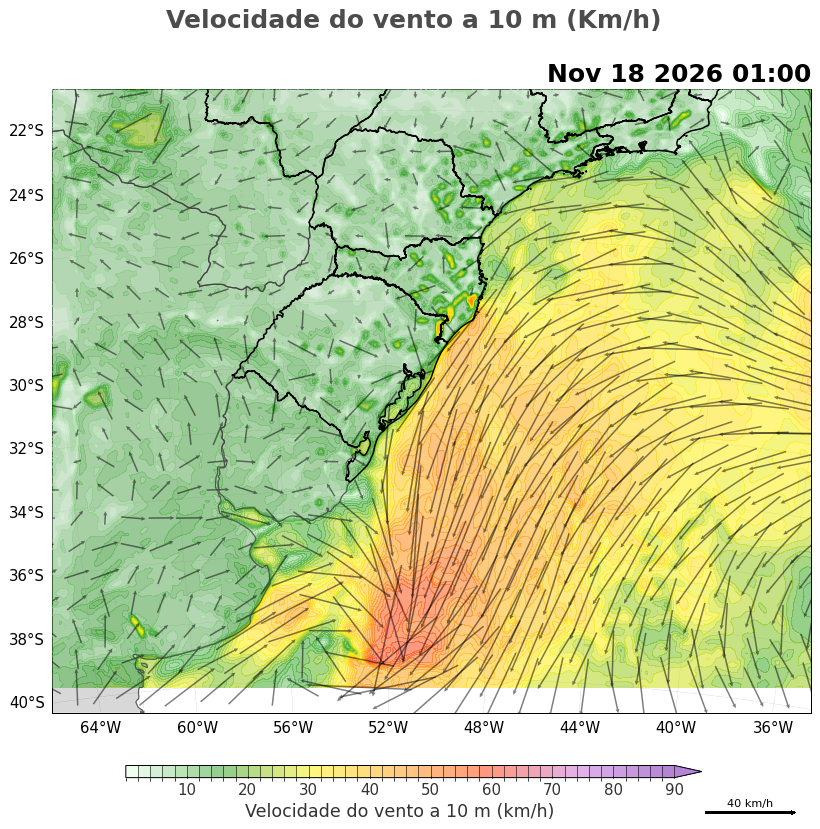 Velocidade do vento a 10 m (Km/h)
Nov 18 2026 01:00
22°S
24°S
26°S
28°S
30°S
32°S
34°S
36°S
38°S
40°S
64°W 60°W 56°W 52°W 48°W 44°W 40°W 36°W
10 20 30 40 50 60 70 80 90
Velocidade do vento a 10 m (km/h)
40 km/h